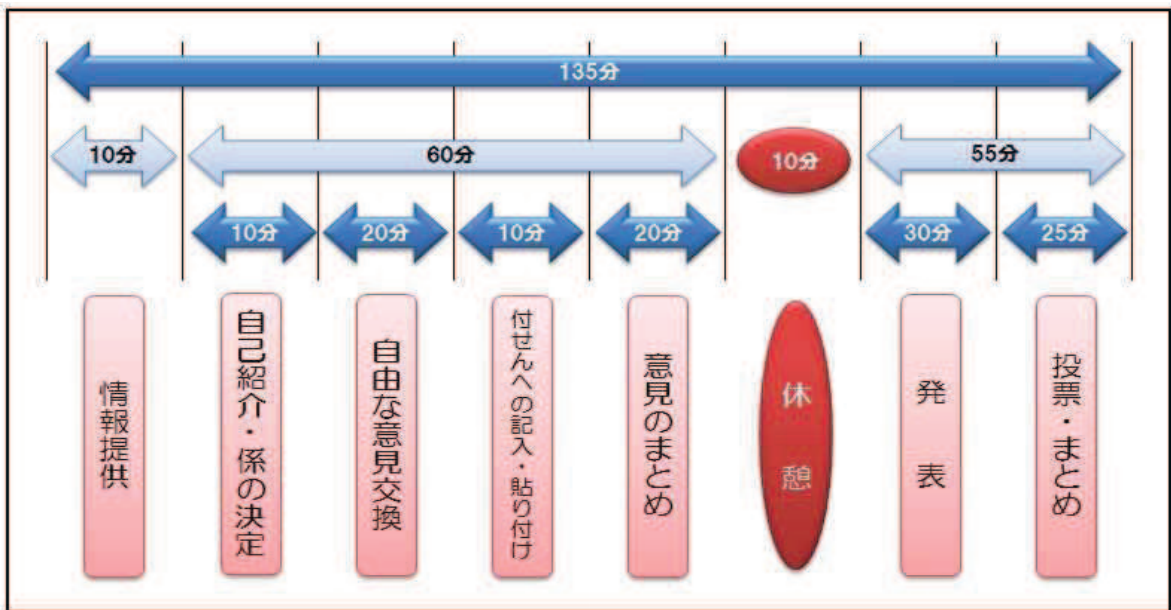 135分
10分
60分
10分
55分
10分
20分
10分
20分
30分
25分
情報提供
自己紹介・係の決定
自由な意見交換
付せんへの記入・貼り付け
意見のまとめ
休憩
発表
投票・まとめ